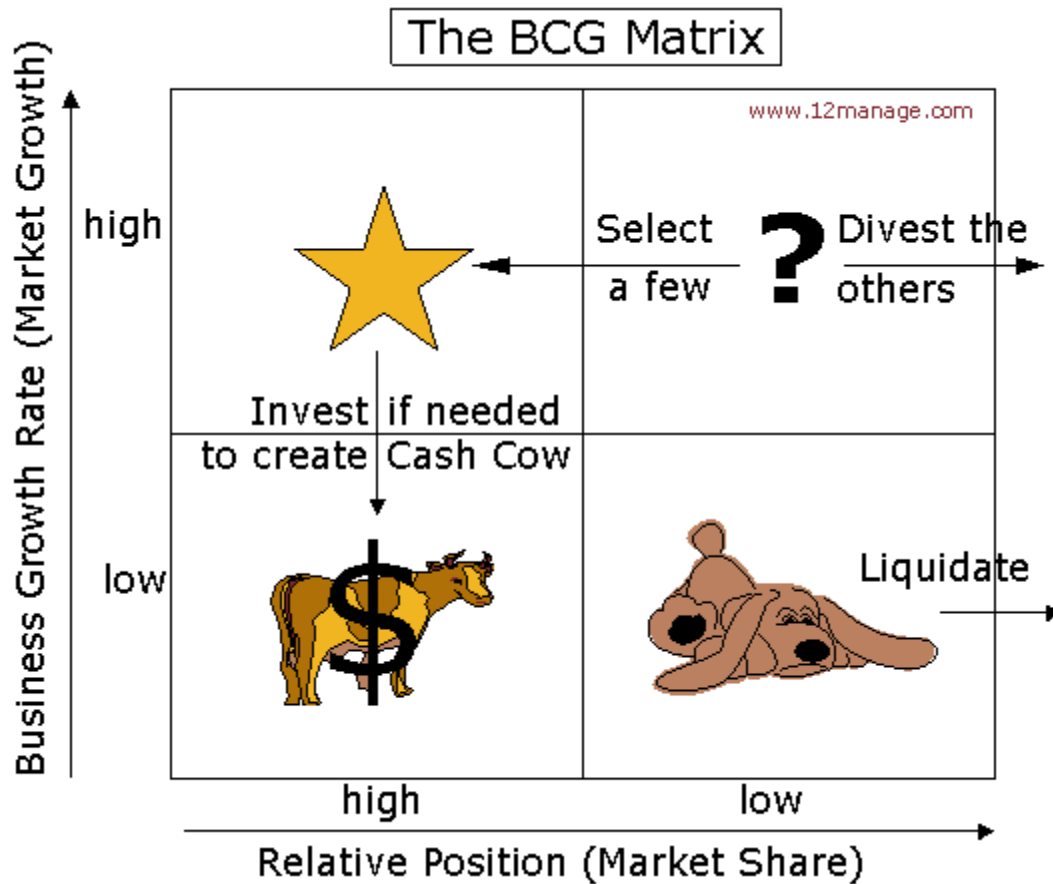 The BCG Matrix
www.12manage.com
Business Growth Rate (Market Growth)
high
Select
a few
?
Divest the
others
Invest if needed
to create Cash Cow
low
$
Liquidate
high
low
Relative Position (Market Share)